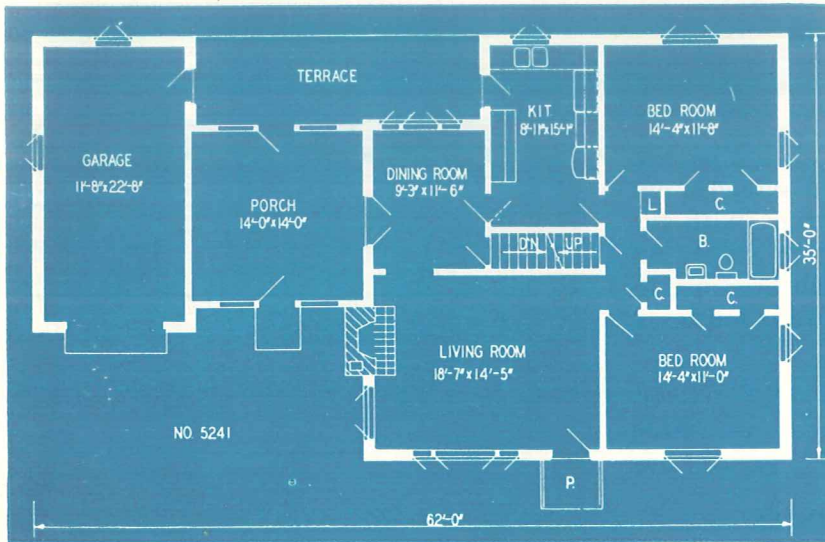 TERRACE
GARAGE
11'-8"x22'-8"
PORCH
14'-0"x14'-0"
DINING ROOM
9'-3"x11'-6"
KIT.
8'-11"x15'-1"
BED ROOM
14'-4"x11'-8"
L.
C.
B.
DN.
UP
C.
C.
LIVING ROOM
18'-7"x14'-5"
BED ROOM
14'-4"x11'-0"
35'-0"
NO. 5241
P.
62'-0"